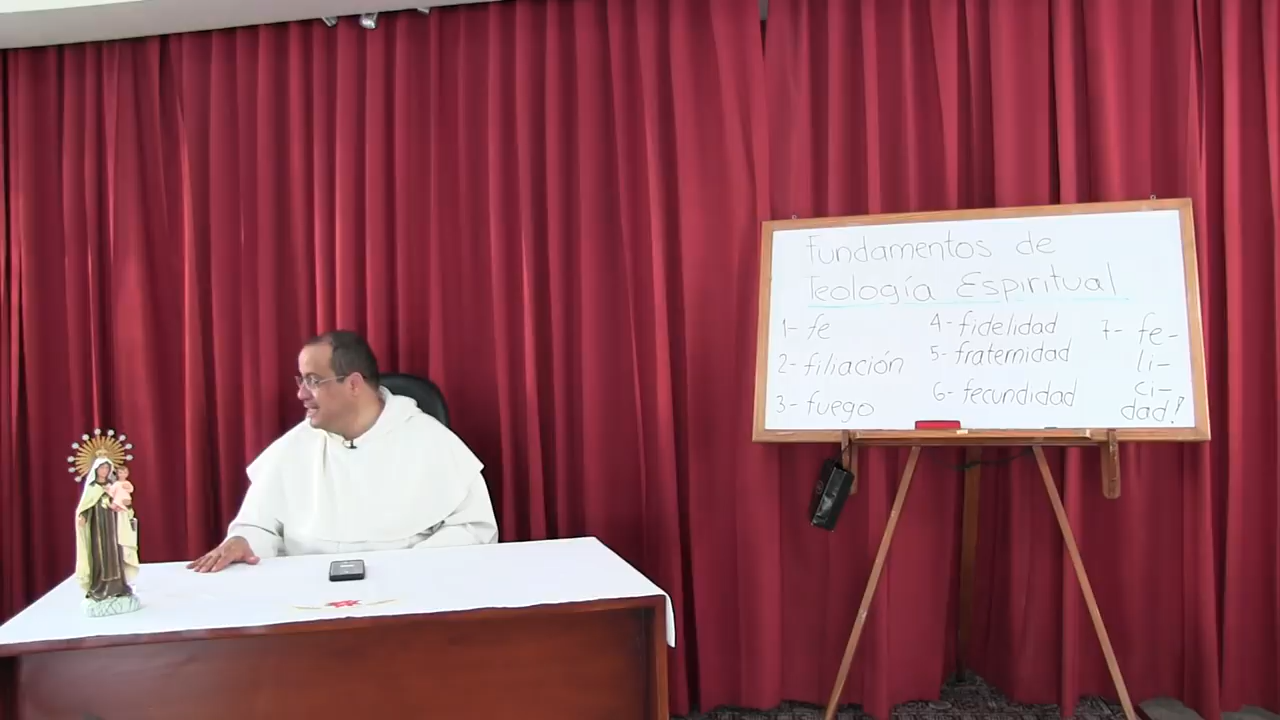 Fundamentos de
Teología Espiritual
1- fe
2- filiación
3- fuego
4- fidelidad
5- fraternidad
6- fecundidad
7- fe-
li-
ci-
dad!